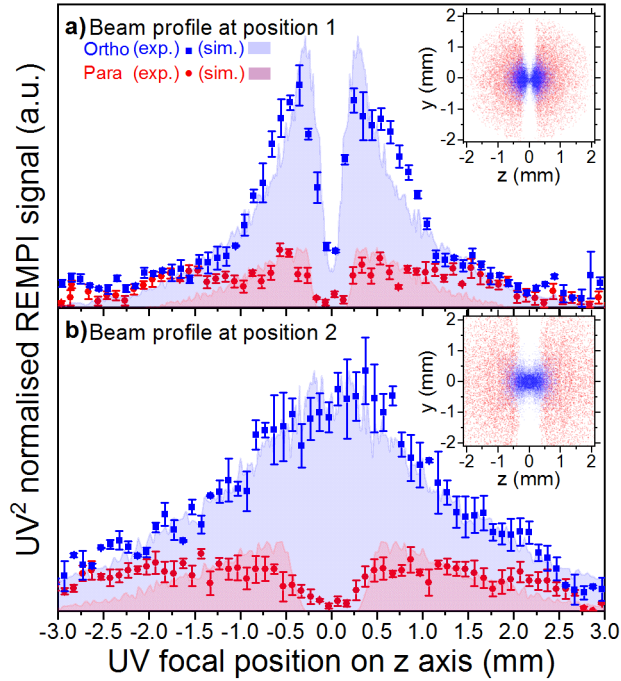 a) Beam profile at position 1
Ortho (exp.) (sim.)
Para (exp.) (sim.)
2
1
0
-1
-2
y (mm)
-2 -1 0 1 2
z (mm)
UV² normalised REMPI signal (a.u.)
b) Beam profile at position 2
2
1
0
-1
-2
y (mm)
-2 -1 0 1 2
z (mm)
-3.0 -2.5 -2.0 -1.5 -1.0 -0.5 0.0 0.5 1.0 1.5 2.0 2.5 3.0
UV focal position on z axis (mm)